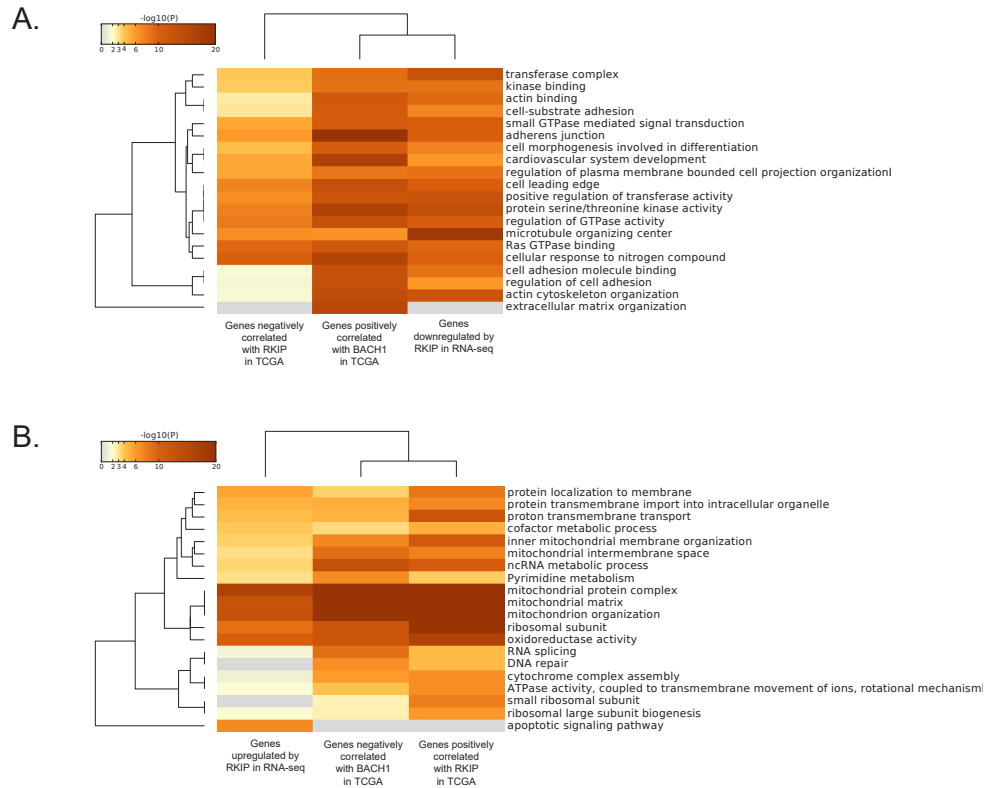 A.
-log10(P)
0 2 3 4 6 10 20
transferase complex
kinase binding
actin binding
cell-substrate adhesion
small GTPase mediated signal transduction
adherens junction
cell morphogenesis involved in differentiation
cardiovascular system development
regulation of plasma membrane bounded cell projection organizationl
cell leading edge
positive regulation of transferase activity
protein serine/threonine kinase activity
regulation of GTPase activity
microtubule organizing center
Ras GTPase binding
cellular response to nitrogen compound
cell adhesion molecule binding
regulation of cell adhesion
actin cytoskeleton organization
extracellular matrix organization
Genes negatively
correlated
with RKIP
in TCGA
Genes positively
correlated
with BACH1
in TCGA
Genes
downregulated by
RKIP in RNA-seq
B.
-log10(P)
0 2 3 4 6 10 20
protein localization to membrane
protein transmembrane import into intracellular organelle
proton transmembrane transport
cofactor metabolic process
inner mitochondrial membrane organization
mitochondrial intermembrane space
ncRNA metabolic process
Pyrimidine metabolism
mitochondrial protein complex
mitochondrial matrix
mitochondrion organization
ribosomal subunit
oxidoreductase activity
RNA splicing
DNA repair
cytochrome complex assembly
ATPase activity, coupled to transmembrane movement of ions, rotational mechanism
small ribosomal subunit
ribosomal large subunit biogenesis
apoptotic signaling pathway
Genes
upregulated by
RKIP in RNA-seq
Genes negatively
correlated
with BACH1
in TCGA
Genes positively
correlated
with RKIP
in TCGA